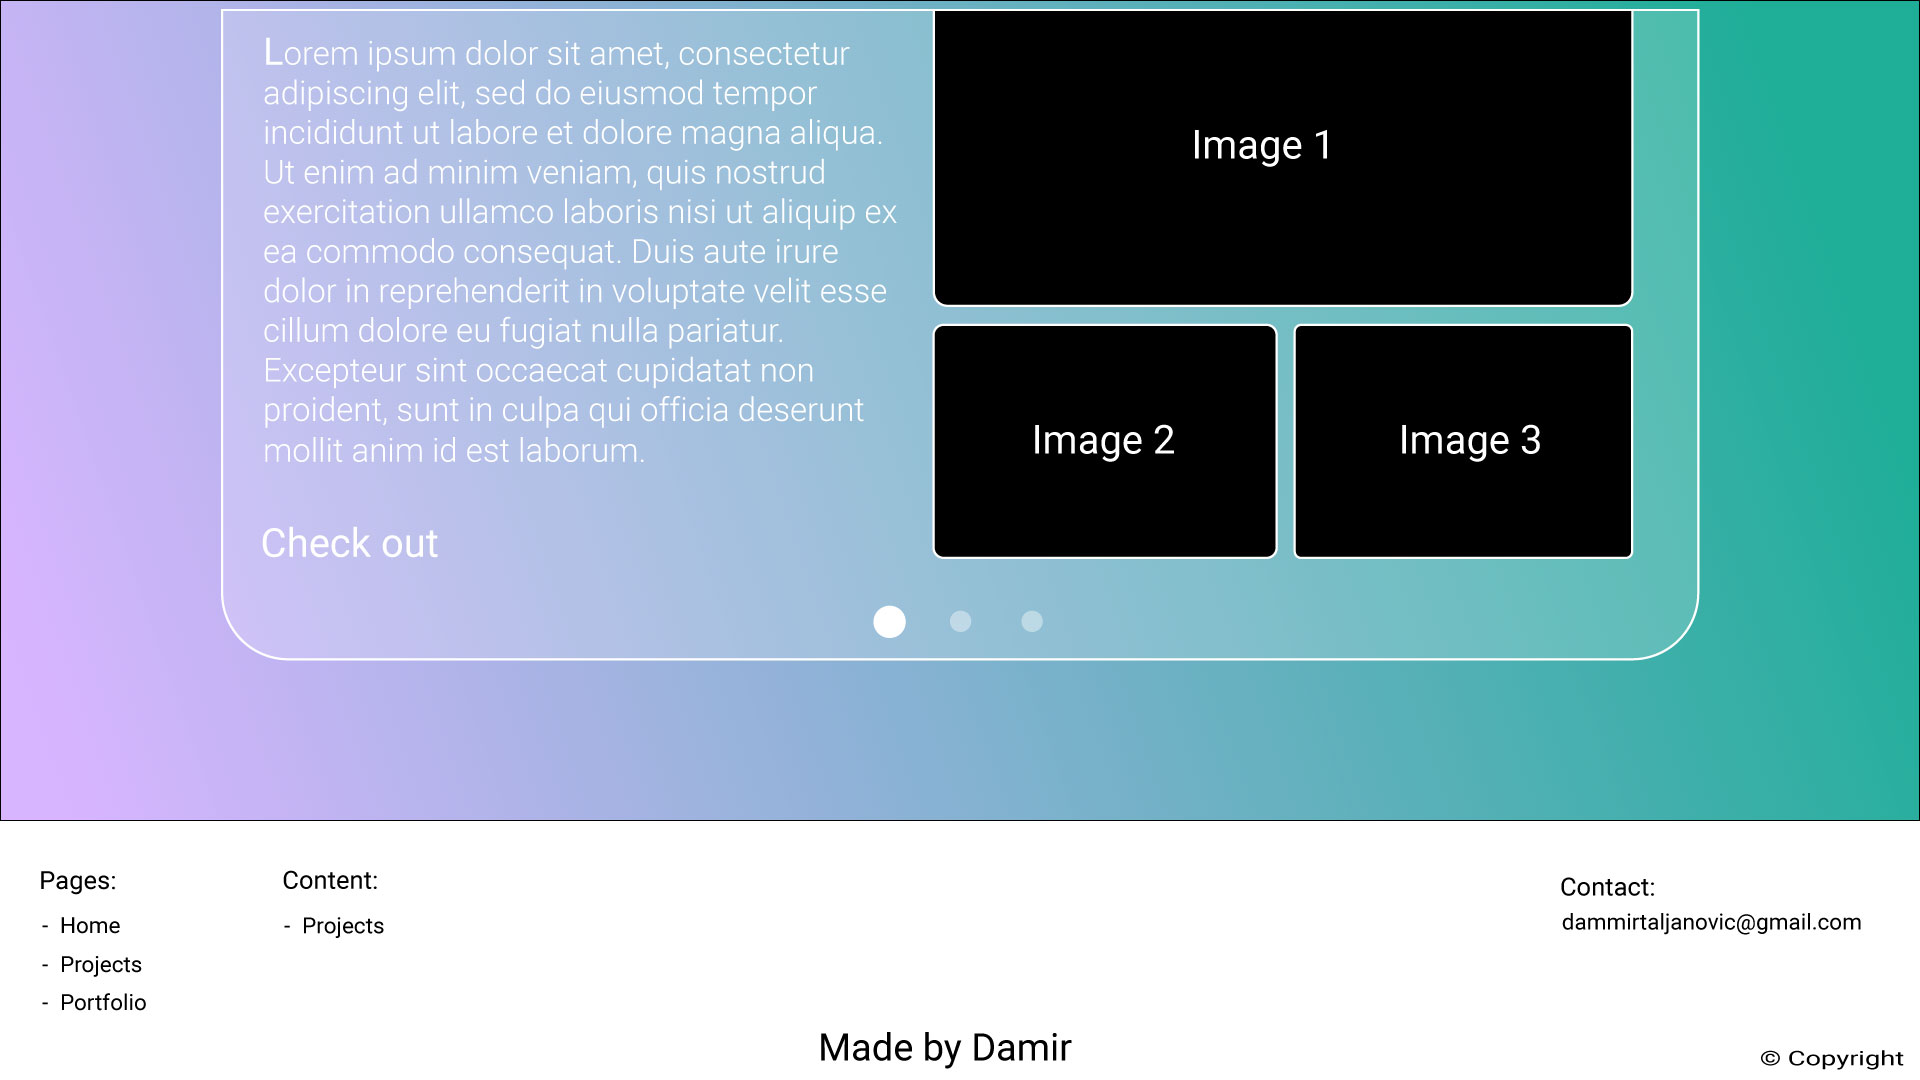 Lorem ipsum dolor sit amet, consectetur
adipiscing elit, sed do eiusmod tempor
incididunt ut labore et dolore magna aliqua.
Ut enim ad minim veniam, quis nostrud
exercitation ullamco laboris nisi ut aliquip ex
ea commodo consequat. Duis aute irure
dolor in reprehenderit in voluptate velit esse
cillum dolore eu fugiat nulla pariatur.
Excepteur sint occaecat cupidatat non
proident, sunt in culpa qui officia deserunt
mollit anim id est laborum.
Check out
Image 1
Image 2
Image 3
Pages:
- Home
- Projects
- Portfolio
Content:
- Projects
Contact:
dammirtaljanovic@gmail.com
Made by Damir
© Copyright